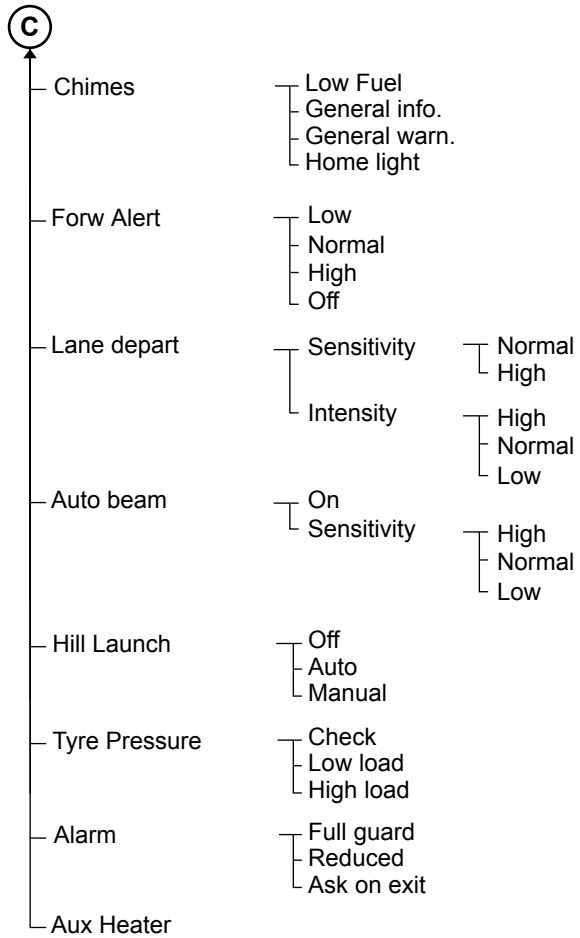 C
Chimes
Low Fuel
General info.
General warn.
Home light
Forw Alert
Low
Normal
High
Off
Lane depart
Sensitivity
Normal
High
Intensity
High
Normal
Low
Auto beam
On
Sensitivity
High
Normal
Low
Hill Launch
Off
Auto
Manual
Tyre Pressure
Check
Low load
High load
Alarm
Full guard
Reduced
Ask on exit
Aux Heater